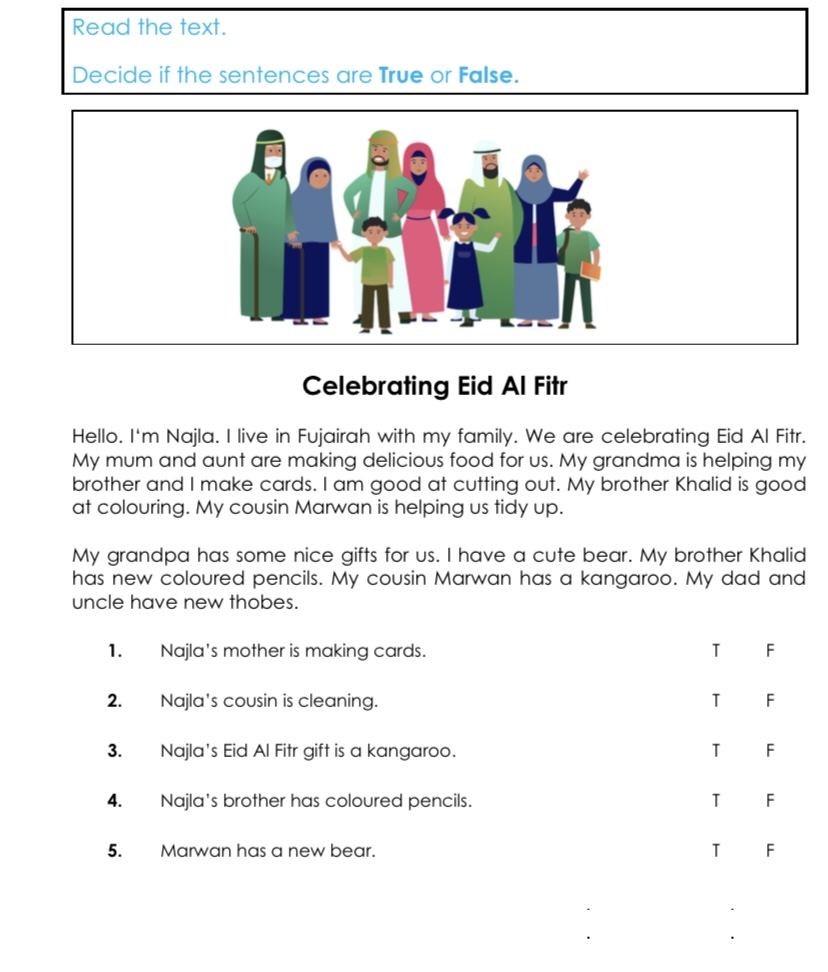 Read the text.
Decide if the sentences are True or False.
Celebrating Eid Al Fitr
Hello. I'm Najla. I live in Fujairah with my family. We are celebrating Eid Al Fitr.
My mum and aunt are making delicious food for us. My grandma is helping my
brother and I make cards. I am good at cutting out. My brother Khalid is good
at colouring. My cousin Marwan is helping us tidy up.
My grandpa has some nice gifts for us. I have a cute bear. My brother Khalid
has new coloured pencils. My cousin Marwan has a kangaroo. My dad and
uncle have new thobes.
1. Najla's mother is making cards. T F
2. Najla's cousin is cleaning. T F
3. Najla's Eid Al Fitr gift is a kangaroo. T F
4. Najla's brother has coloured pencils. T F
5. Marwan has a new bear. T F